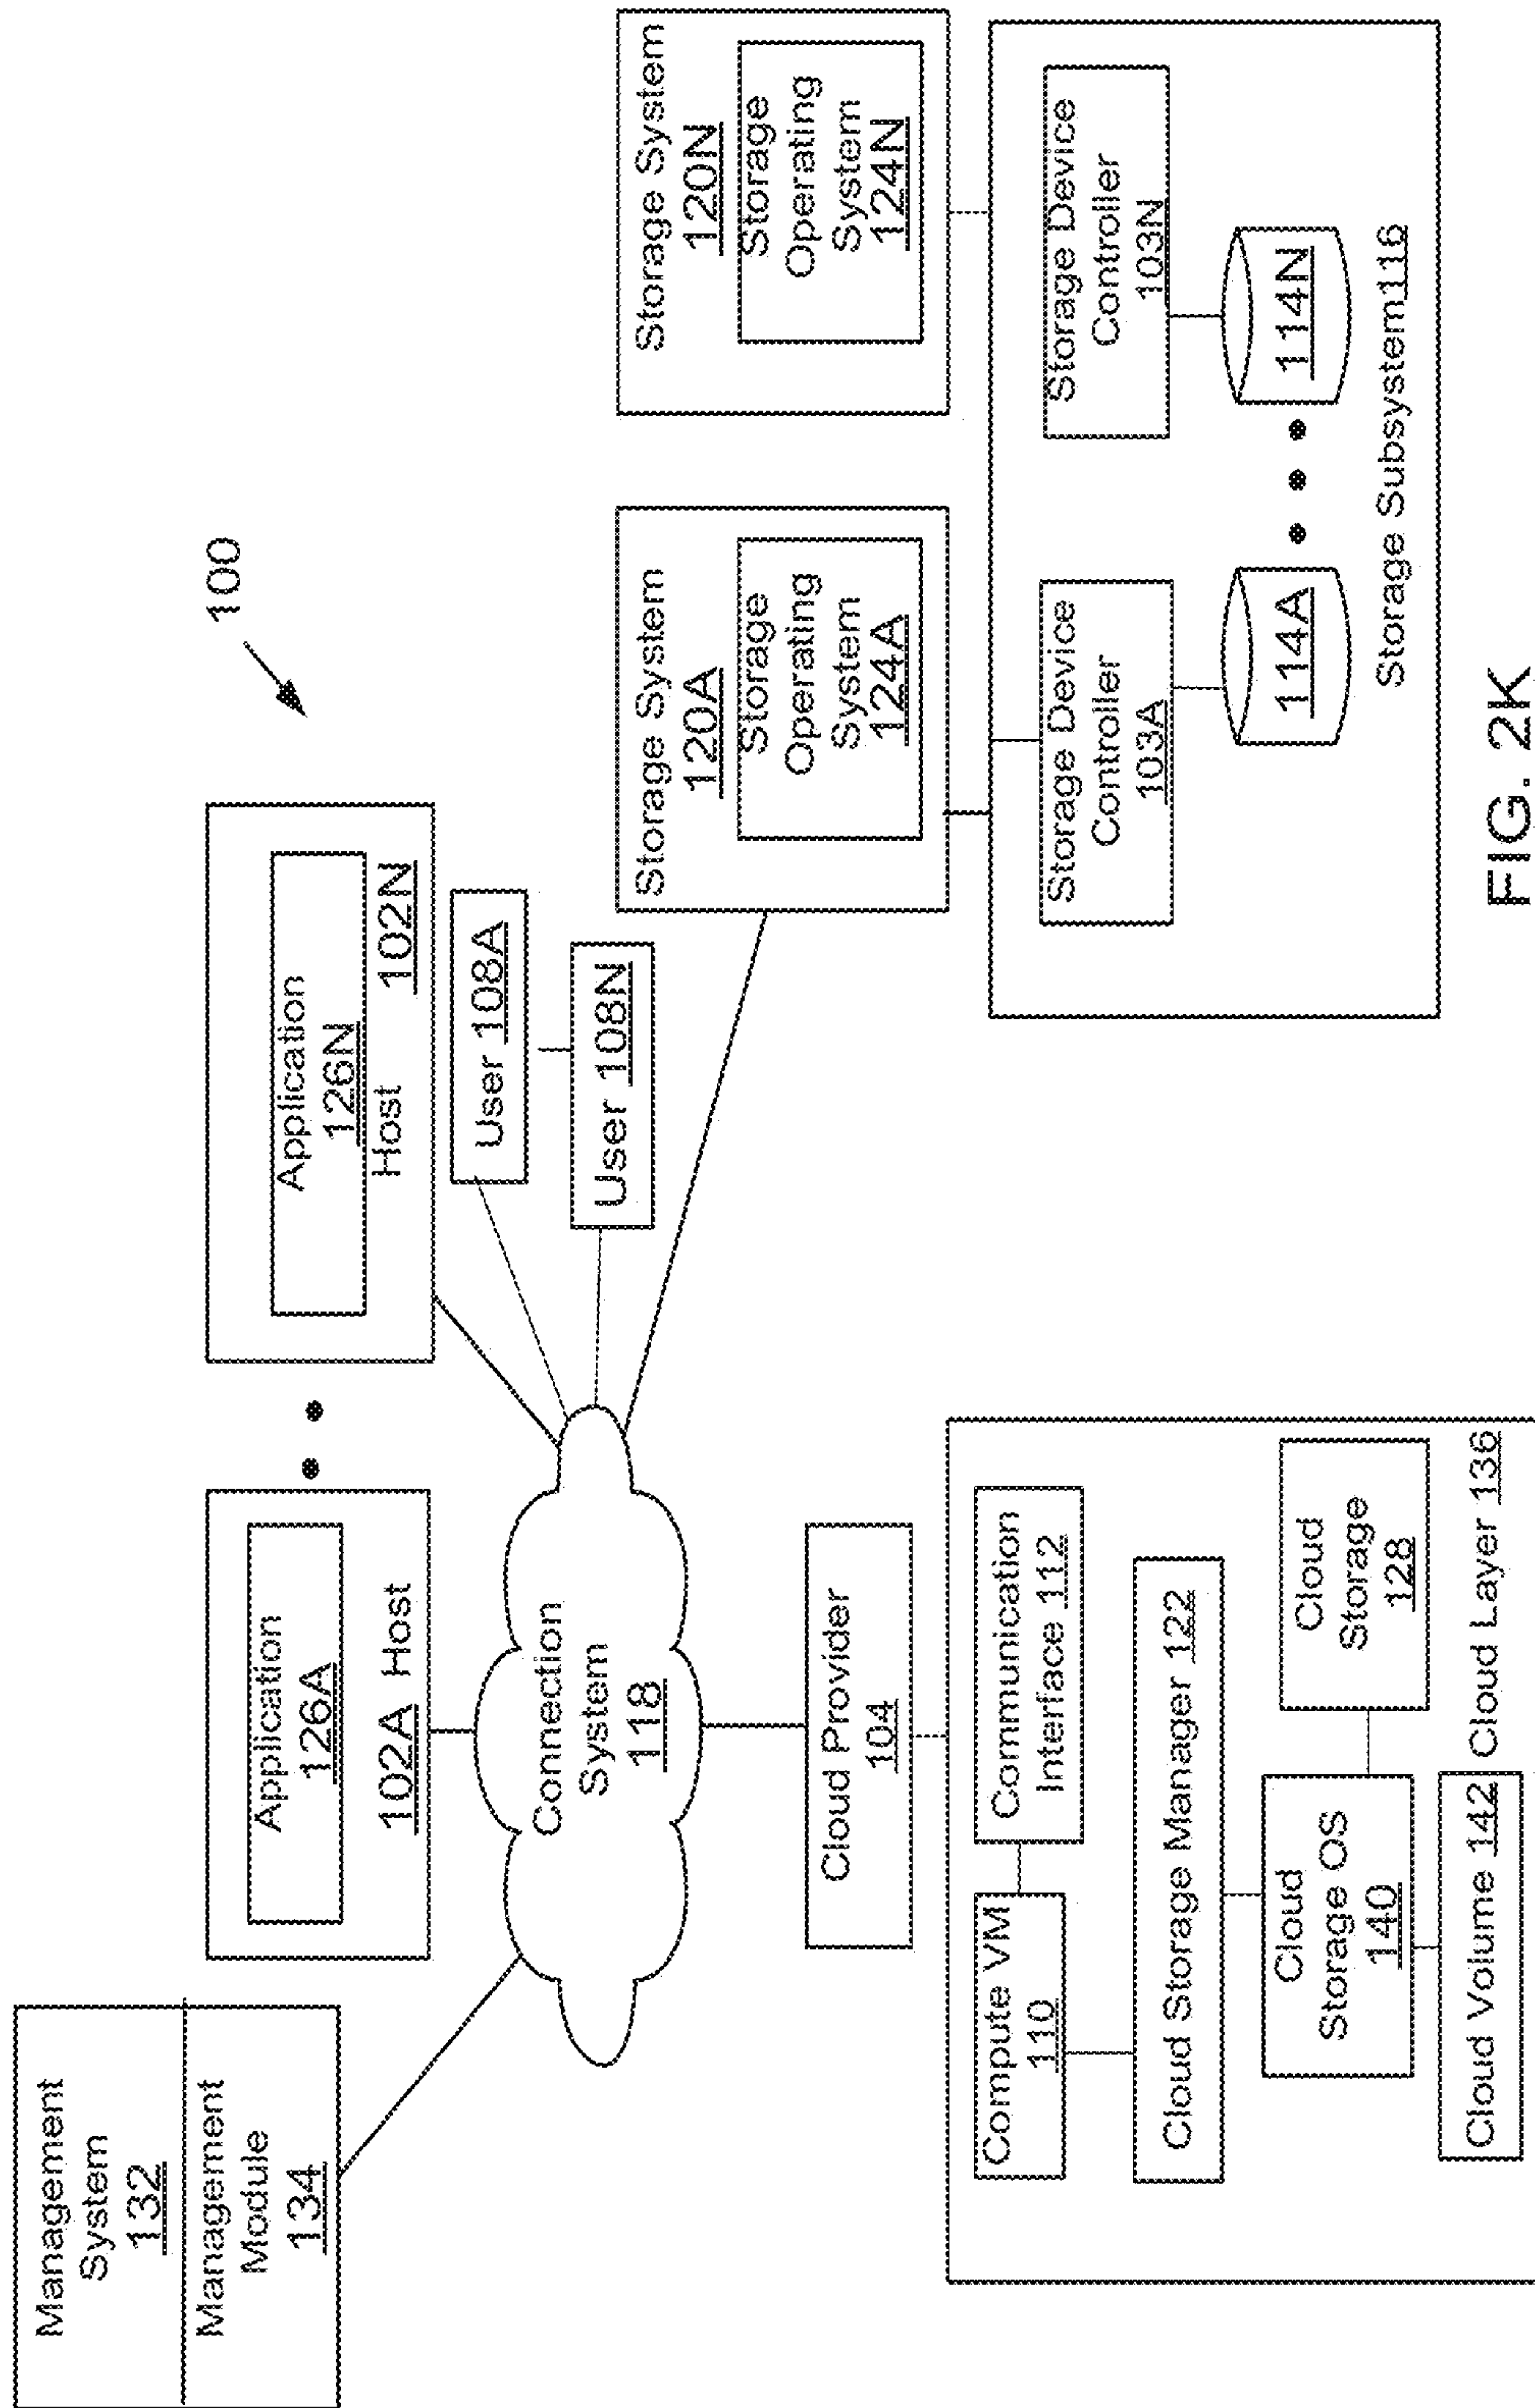 100
Management
System
132
Management
Module
134
Application
126A
102A Host
Application
126N
Host 102N
User 108A
User 108N
Connection
System
118
Cloud Provider
104
Compute VM
110
Communication
Interface 112
Cloud Storage Manager 122
Cloud
Storage OS
140
Cloud
Storage
128
Cloud Volume 142
Cloud Layer 136
Storage System
120A
Storage
Operating
System
124A
Storage System
120N
Storage
Operating
System
124N
Storage Device
Controller
103A
Storage Device
Controller
103N
114A
114N
Storage Subsystem116
FIG. 2K